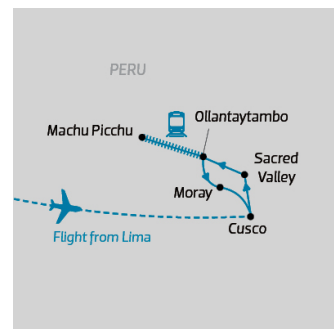 PERU
Ollantaytambo
Machu Picchu
Sacred
Valley
Moray
Cusco
Flight from Lima